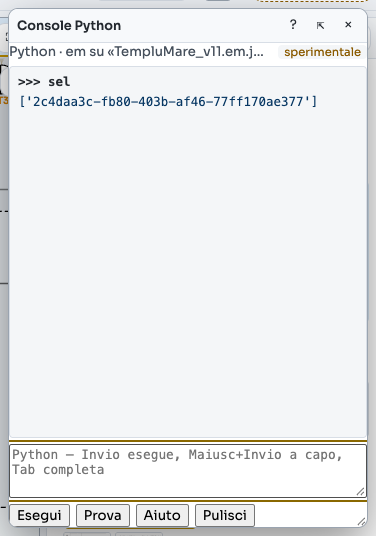 Console Python ? ⇱ ×
Python · em su «TempluMare_v11.em.j... sperimentale
>>> sel
['2c4daa3c-fb80-403b-af46-77ff170ae377']
Python — Invio esegue, Maiusc+Invio a capo,
Tab completa
Esegui Prova Aiuto Pulisci